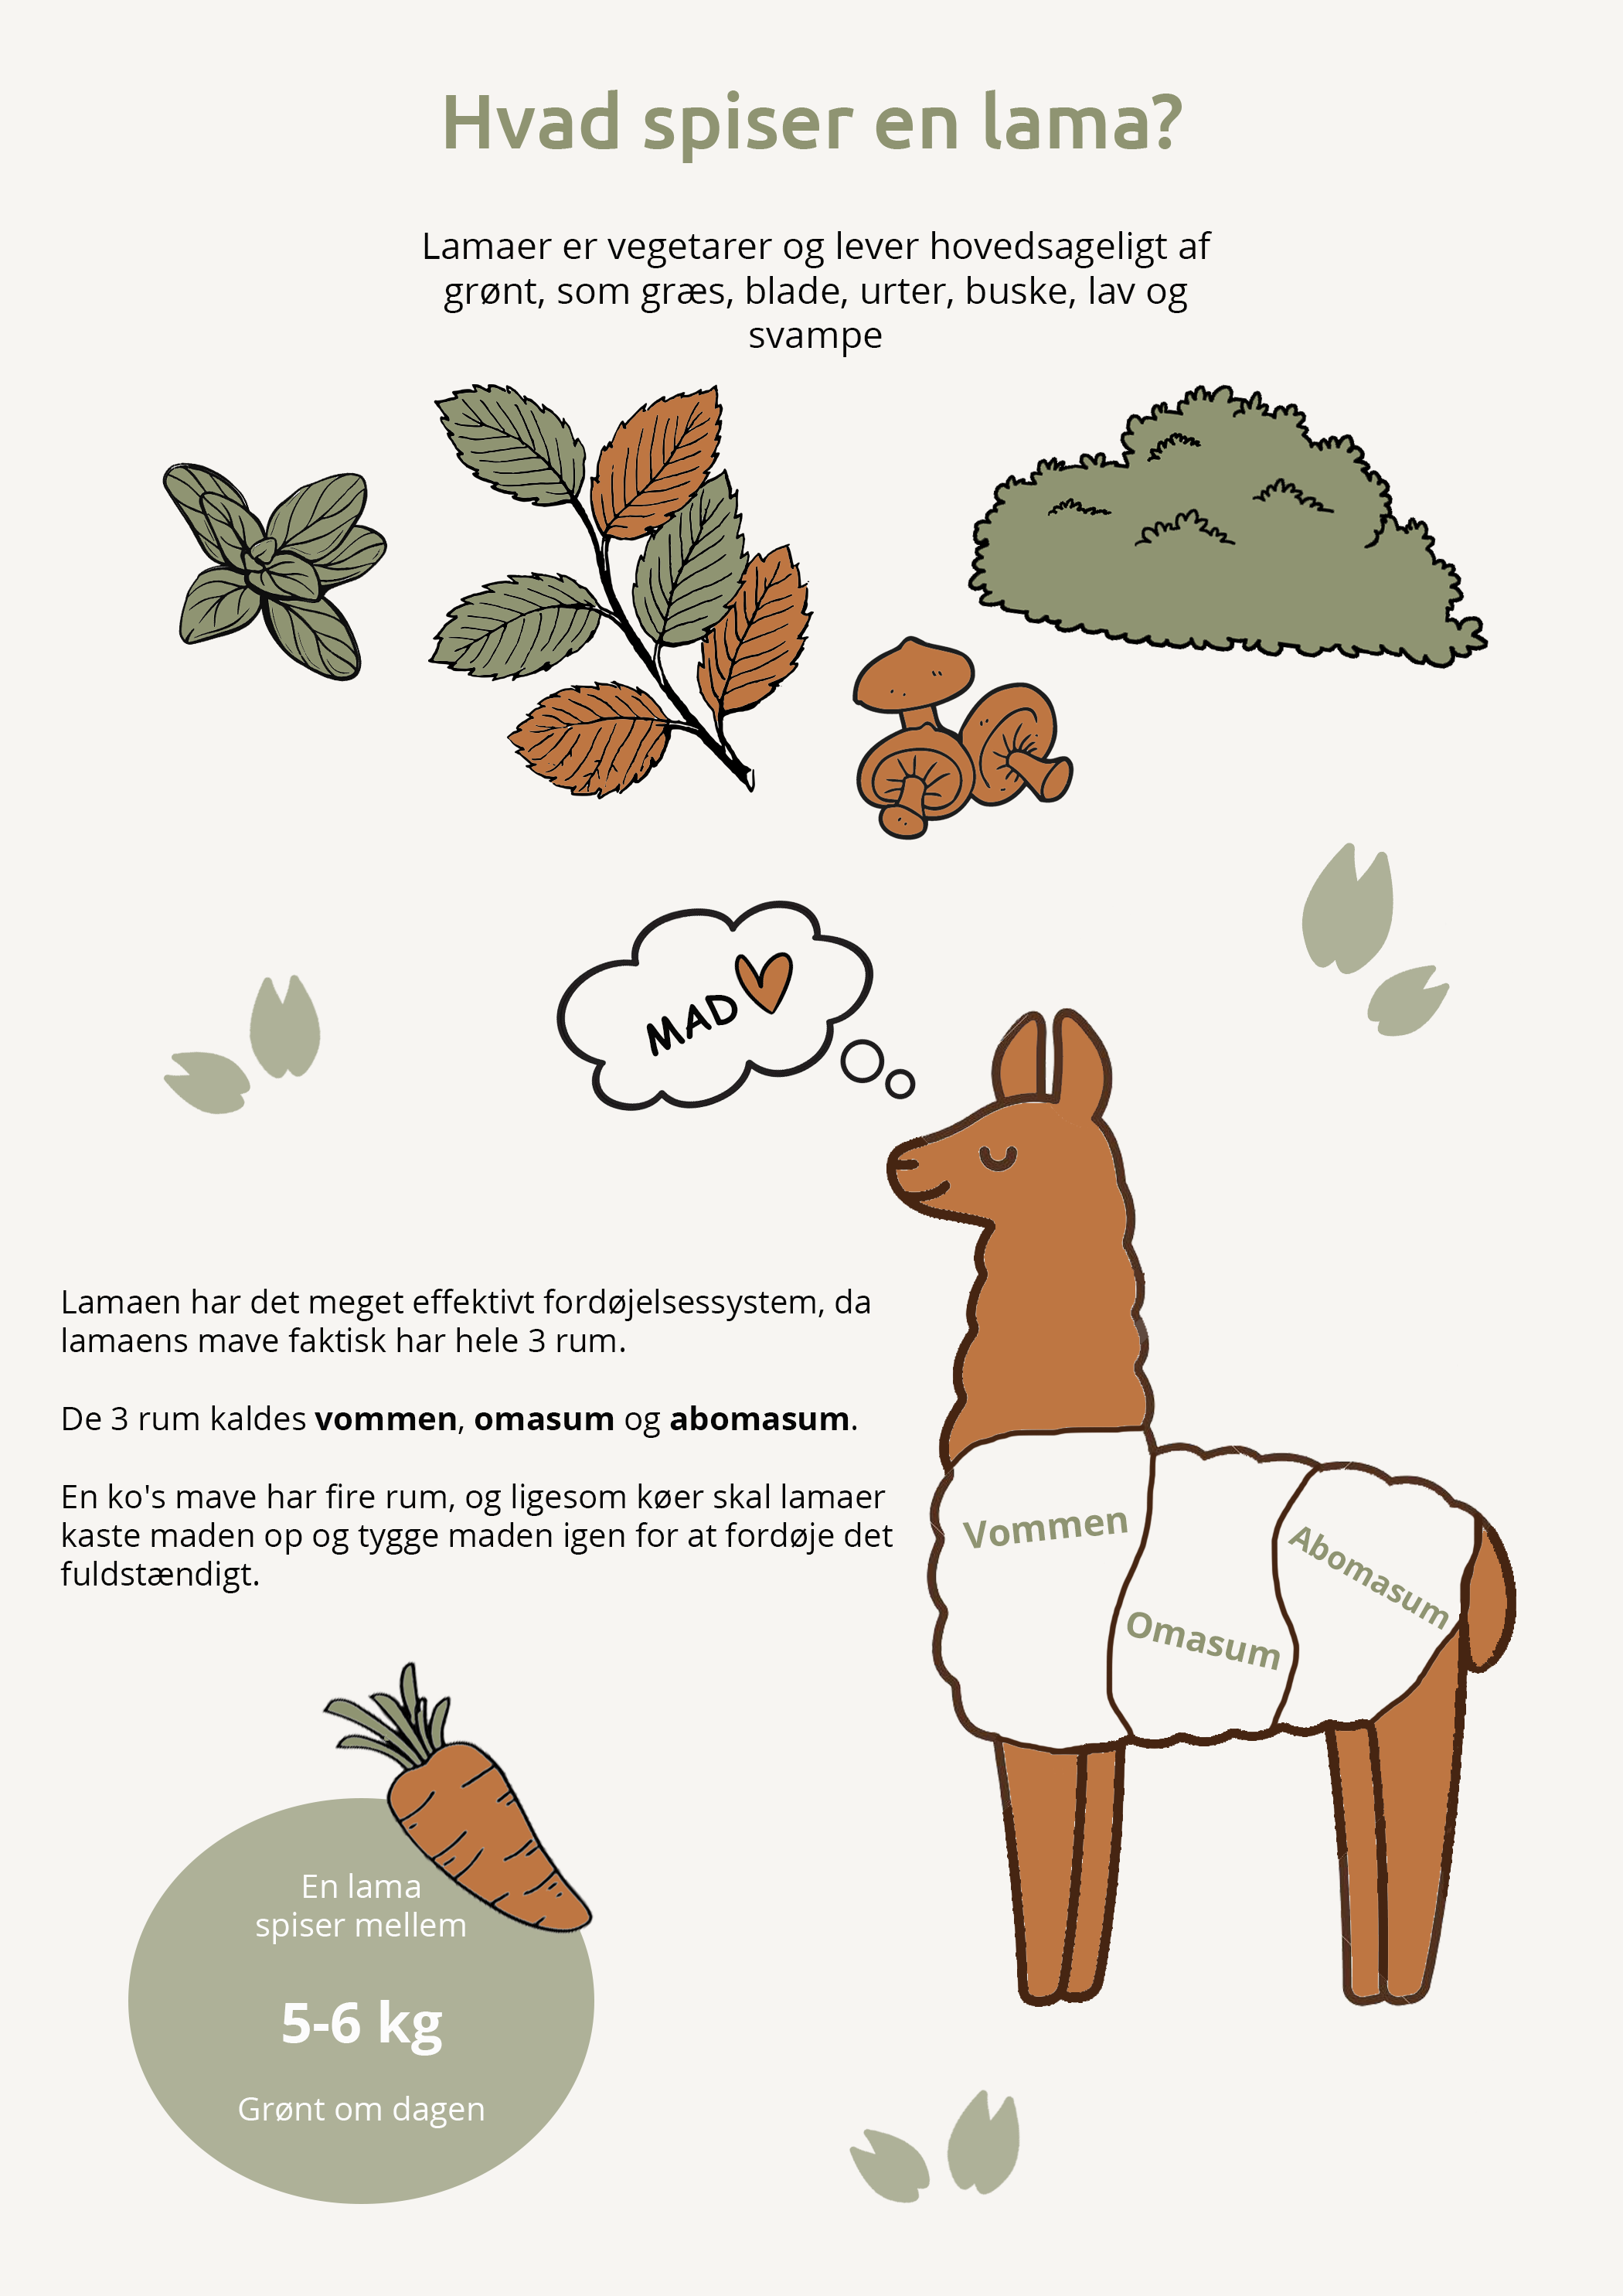 Hvad spiser en lama?
Lamaer er vegetarer og lever hovedsageligt af
grønt, som græs, blade, urter, buske, lav og
svampe
MAD
Lamaen har det meget effektivt fordøjelsessystem, da
lamaens mave faktisk har hele 3 rum.
De 3 rum kaldes vommen, omasum og abomasum.
En ko's mave har fire rum, og ligesom køer skal lamaer
kaste maden op og tygge maden igen for at fordøje det
fuldstændigt.
Vommen
Omasum
Abomasum
En lama
spiser mellem
5-6 kg
Grønt om dagen